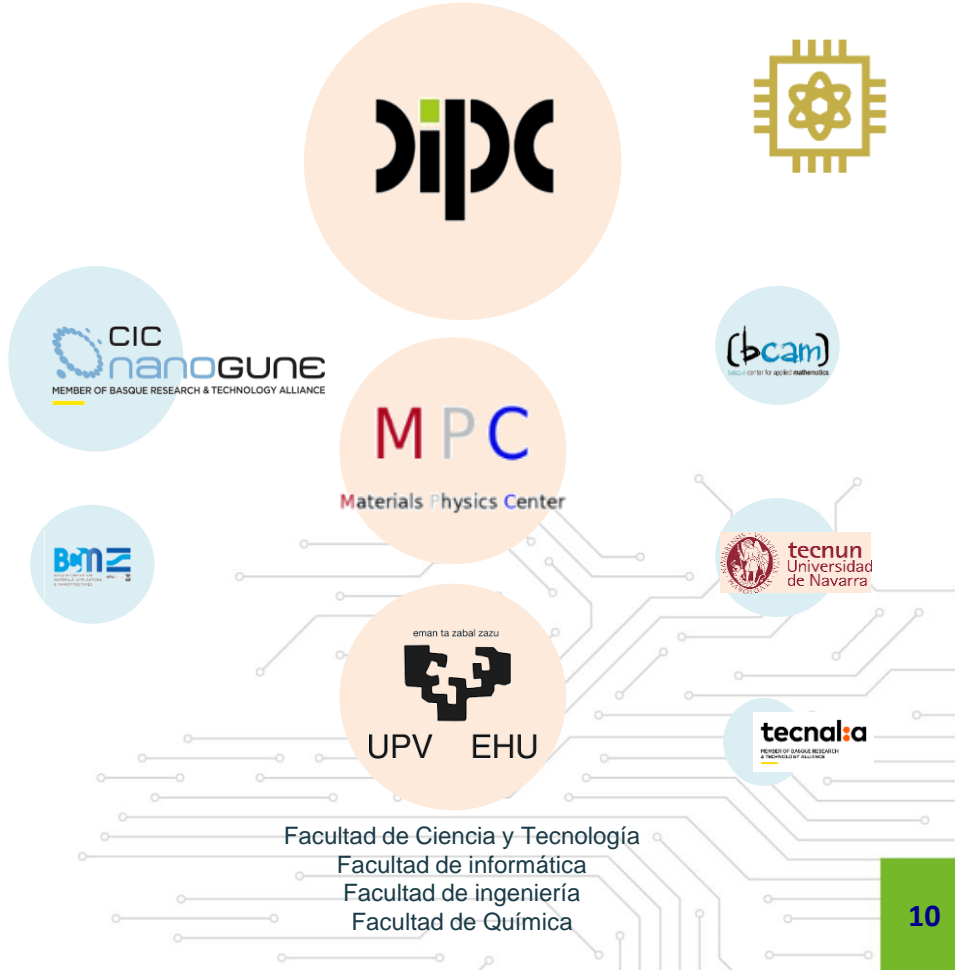 dipc
CIC
nanoGUNE
MEMBER OF BASQUE RESEARCH & TECHNOLOGY ALLIANCE
(bcam)
basque center for applied mathematics
M P C
Materials Physics Center
BCM
tecnun
Universidad
de Navarra
eman ta zabal zazu
UPV EHU
tecnal:a
MEMBER OF BASQUE RESEARCH
& TECHNOLOGY ALLIANCE
Facultad de Ciencia y Tecnología
Facultad de informática
Facultad de ingeniería
Facultad de Química
10